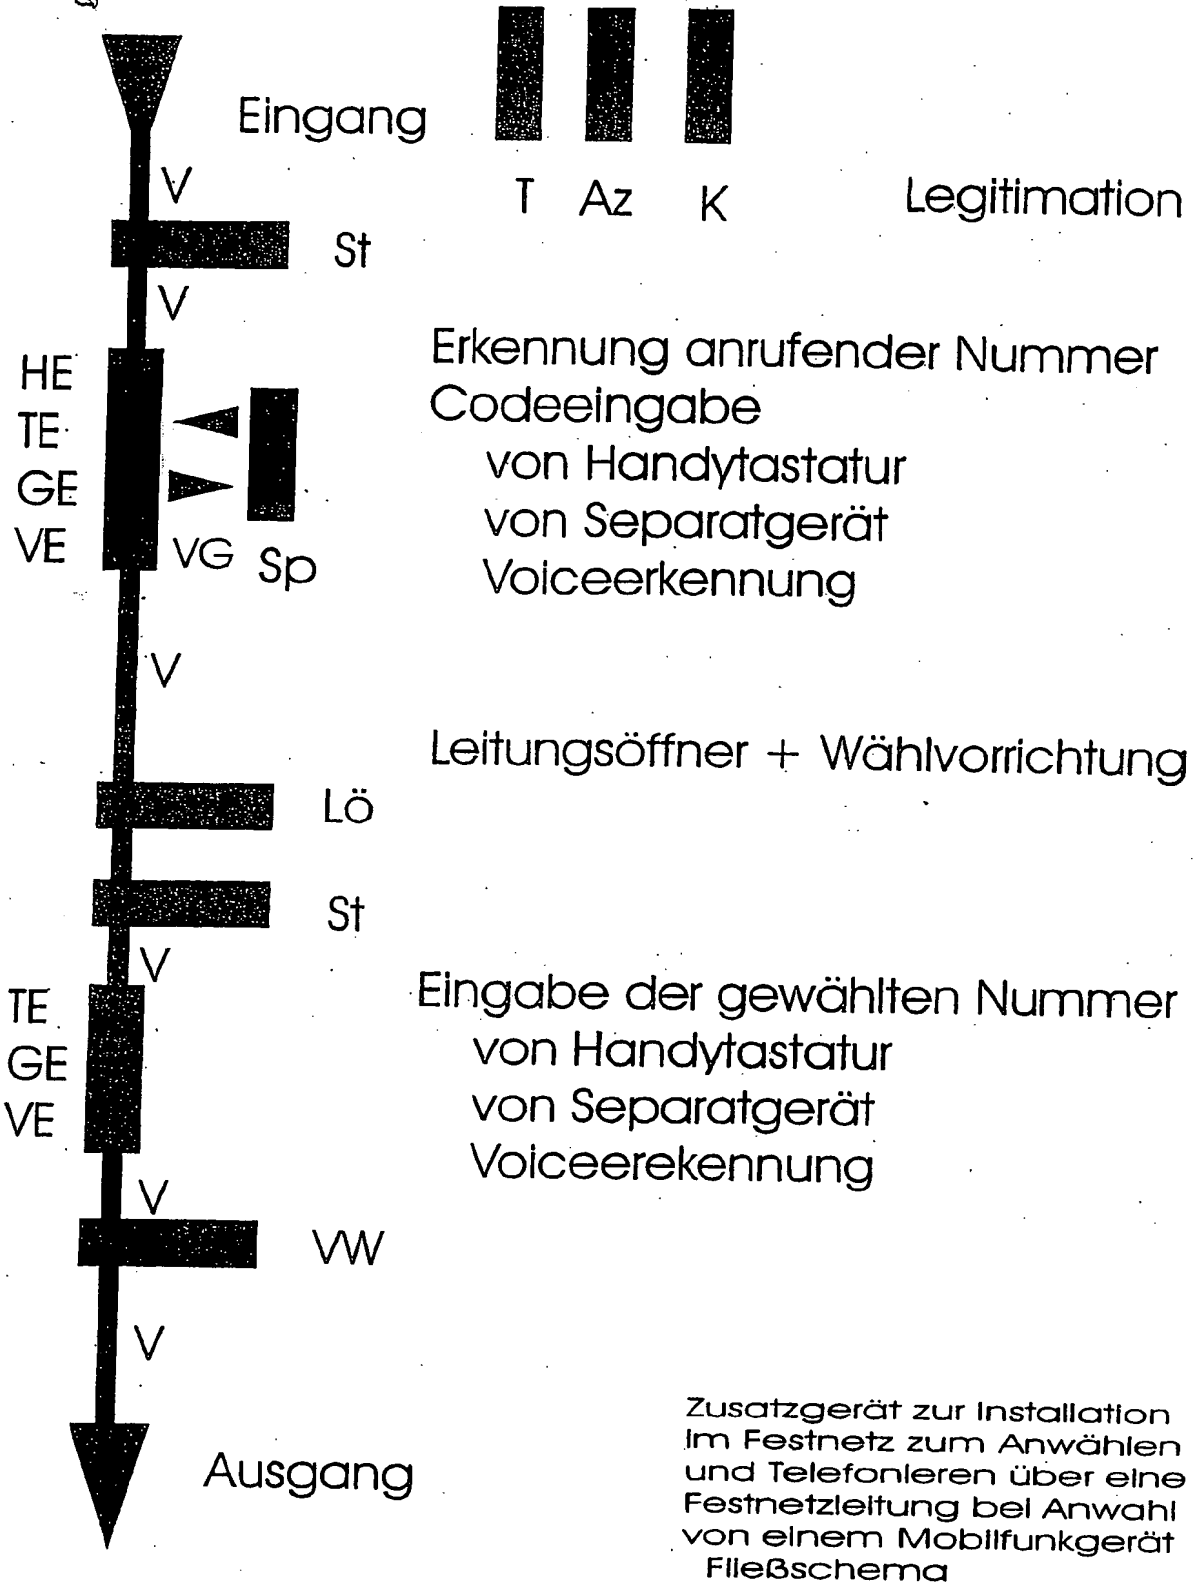 Eingang
T Az K
Legitimation
V
St
V
HE
TE
GE
VE
VG
Sp
Erkennung anrufender Nummer
Codeeingabe
von Handytastatur
von Separatgerät
Voiceerkennung
V
Leitungsöffner + Wählvorrichtung
Lö
St
V
TE
GE
VE
Eingabe der gewählten Nummer
von Handytastatur
von Separatgerät
Voiceerekennung
V
VW
V
Ausgang
Zusatzgerät zur Installation
im Festnetz zum Anwählen
und Telefonieren über eine
Festnetzleitung bei Anwahl
von einem Mobilfunkgerät
Fließschema